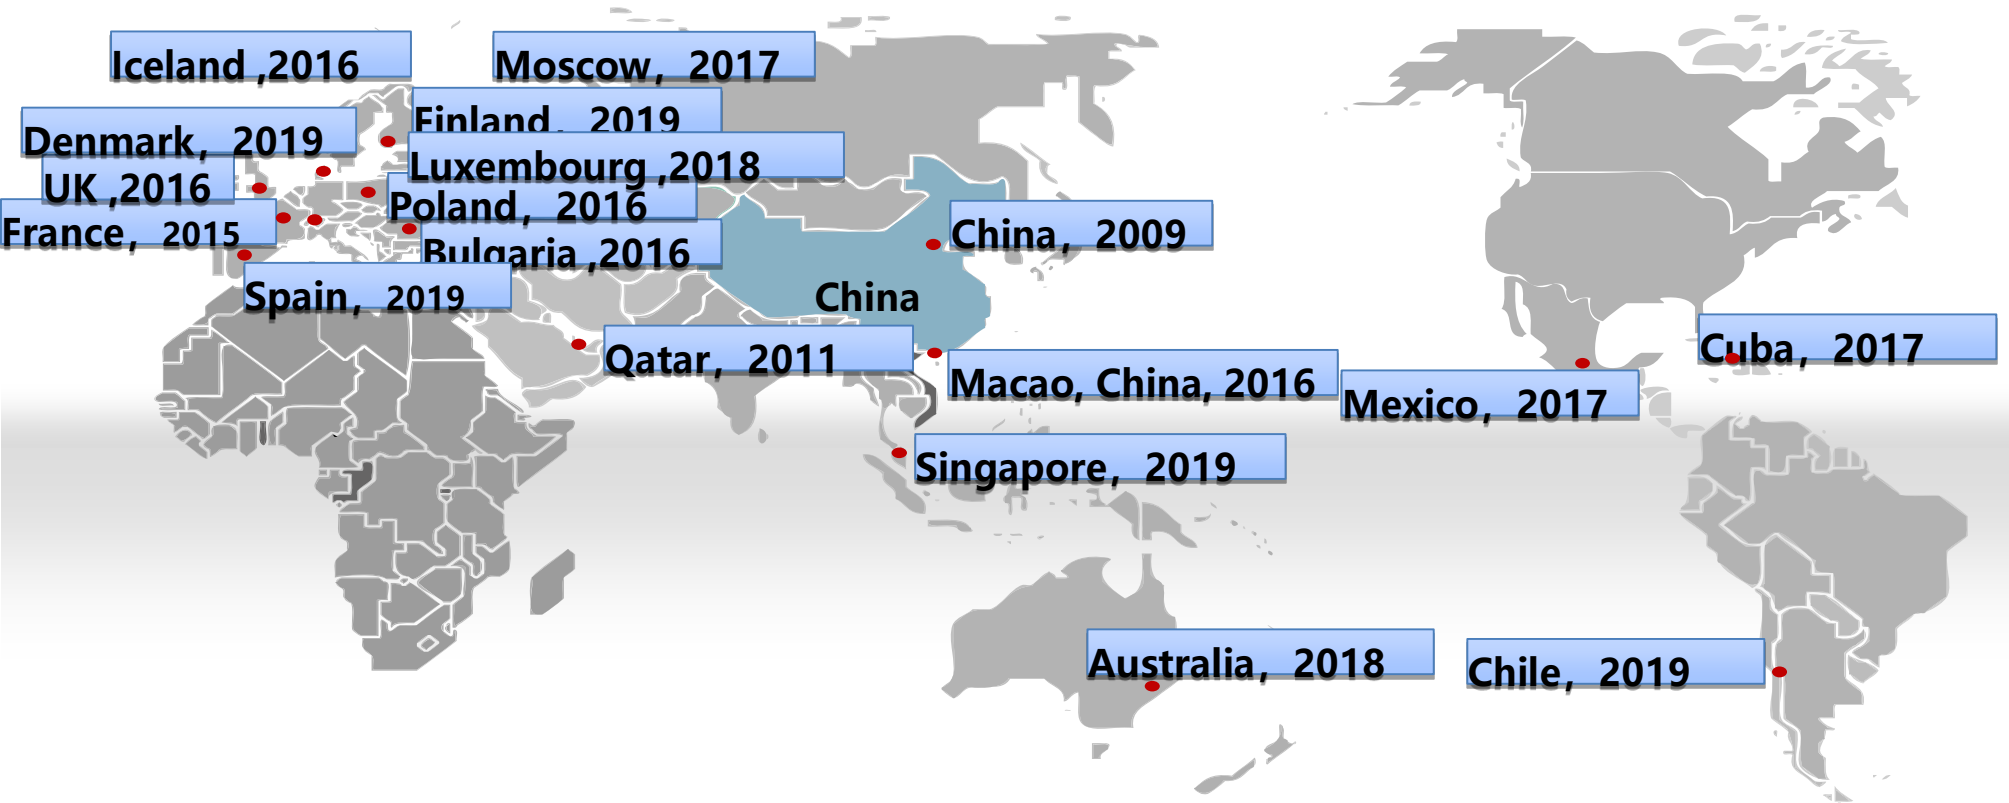 Iceland ,2016
Moscow，2017
Finland，2019
Denmark，2019
Luxembourg ,2018
UK ,2016
Poland，2016
France，2015
China，2009
Bulgaria ,2016
Spain，2019
China
Qatar，2011
Cuba，2017
Macao, China, 2016
Mexico，2017
Singapore，2019
Australia，2018
Chile，2019